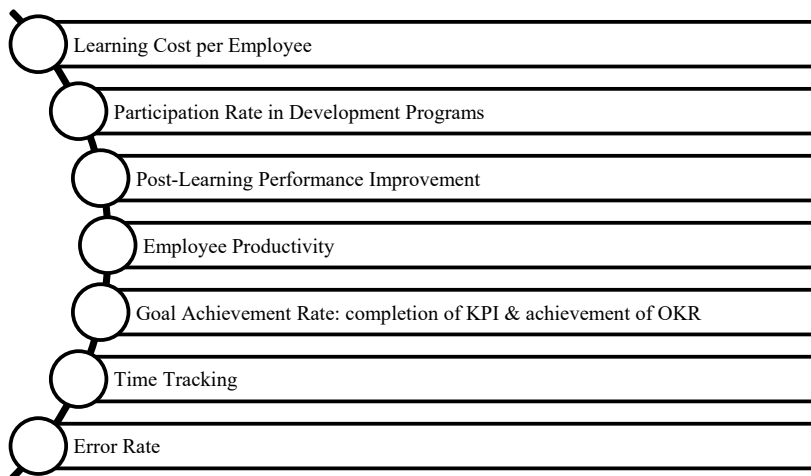 Learning Cost per Employee
Participation Rate in Development Programs
Post-Learning Performance Improvement
Employee Productivity
Goal Achievement Rate: completion of KPI & achievement of OKR
Time Tracking
Error Rate